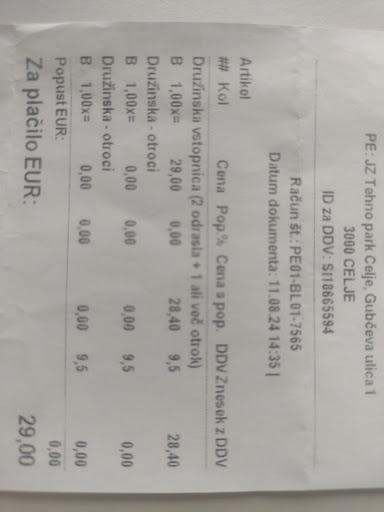 PE: JZ Tehno park Celje, Gubčeva ulica 1
3000 CELJE
ID za DDV: SI18665594
Račun št.: PE01-BL01-7565
Datum dokumenta: 11.08.24 14:35 |
Artikel
## Kol Cena Pop% Cena s pop. DDV Znesek z DDV
Družinska vstopnica (2 odrasla + 1 ali več otrok)
B 1,00x= 29,00 0,00 28,40 9,5 28,40
Družinska - otroci
B 1,00x= 0,00 0,00 0,00 9,5 0,00
Družinska - otroci
B 1,00x= 0,00 0,00 0,00 9,5 0,00
Popust EUR: 0,00
Za plačilo EUR: 29,00